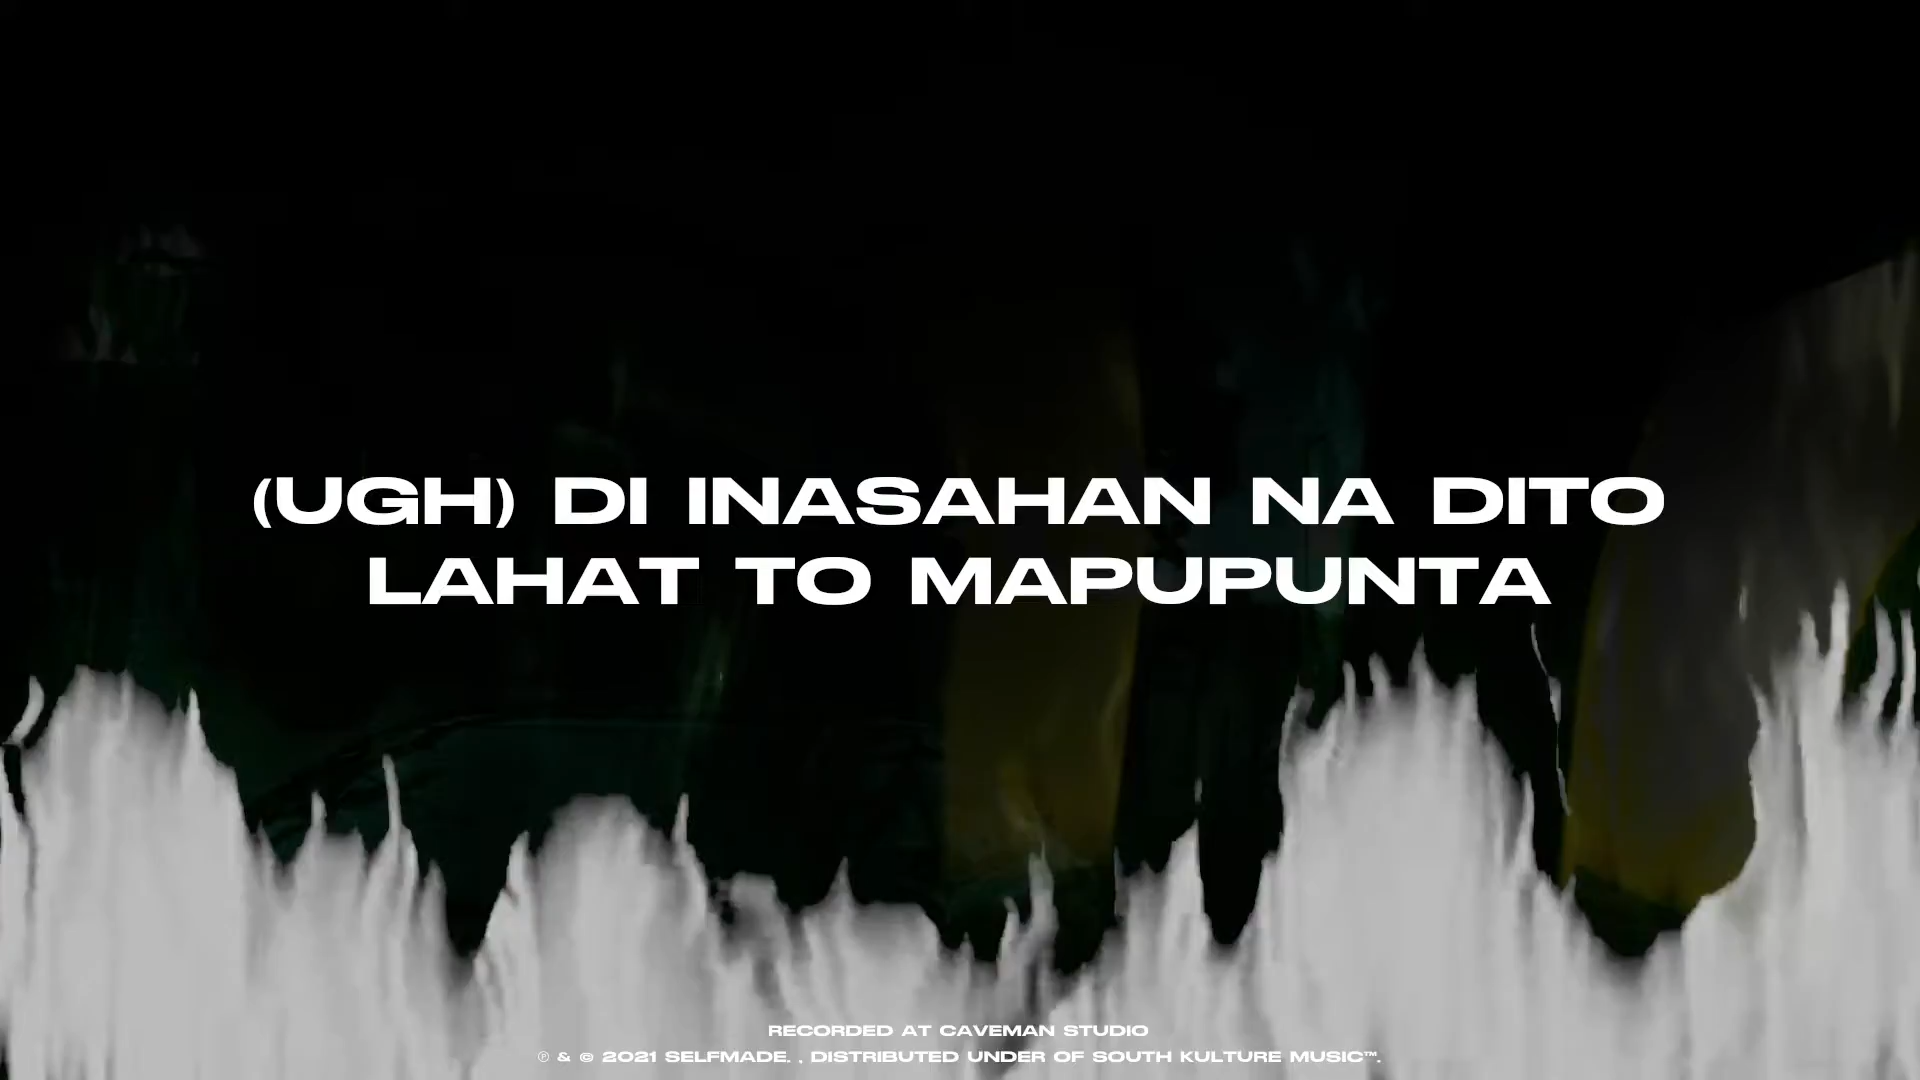 (UGH) DI INASAHAN NA DITO
LAHAT TO MAPUPUNTA
RECORDED AT CAVEMAN STUDIO
℗ & © 2021 SELFMADE. , DISTRIBUTED UNDER OF SOUTH KULTURE MUSIC™.